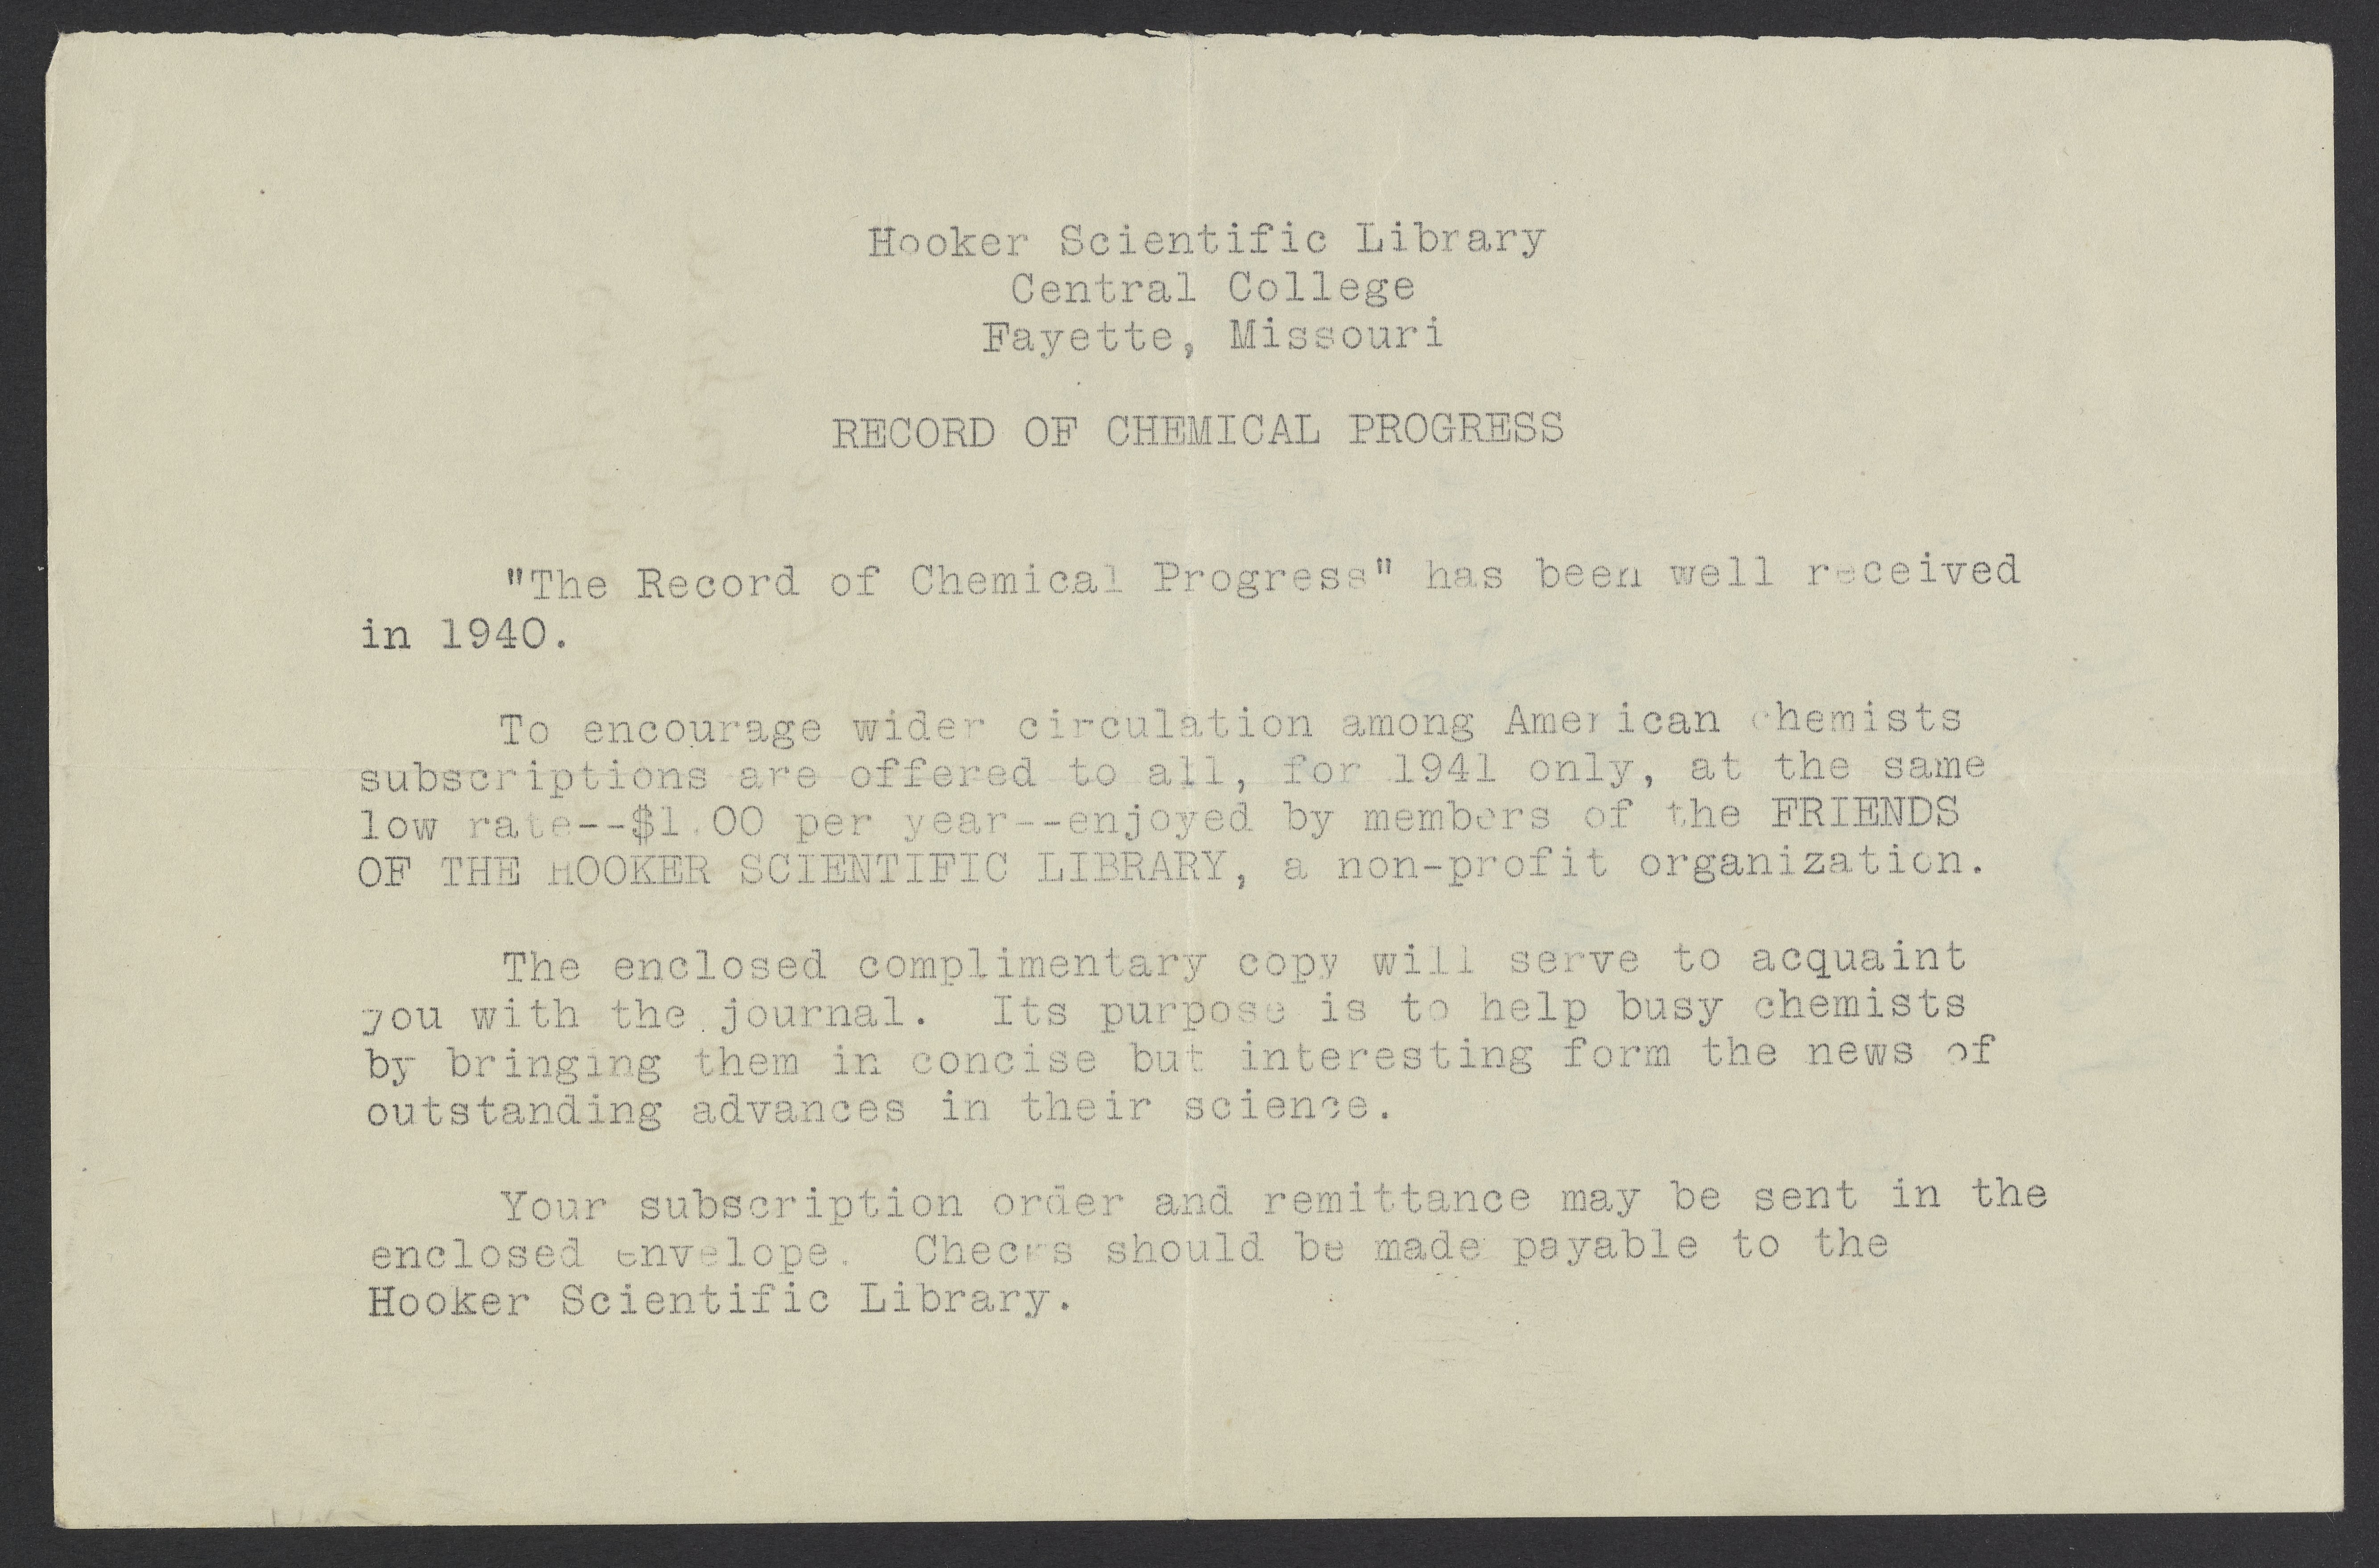 Hooker Scientific Library
Central College
Fayette, Missouri
RECORD OF CHEMICAL PROGRESS
"The Record of Chemical Progress" has been well received
in 1940.
To encourage wider circulation among American chemists
subscriptions are offered to all, for 1941 only, at the same
low rate--$1.00 per year--enjoyed by members of the FRIENDS
OF THE HOOKER SCIENTIFIC LIBRARY, a non-profit organization.
The enclosed complimentary copy will serve to acquaint
you with the journal. Its purpose is to help busy chemists
by bringing them in concise but interesting form the news of
outstanding advances in their science.
Your subscription order and remittance may be sent in the
enclosed envelope. Checks should be made payable to the
Hooker Scientific Library.